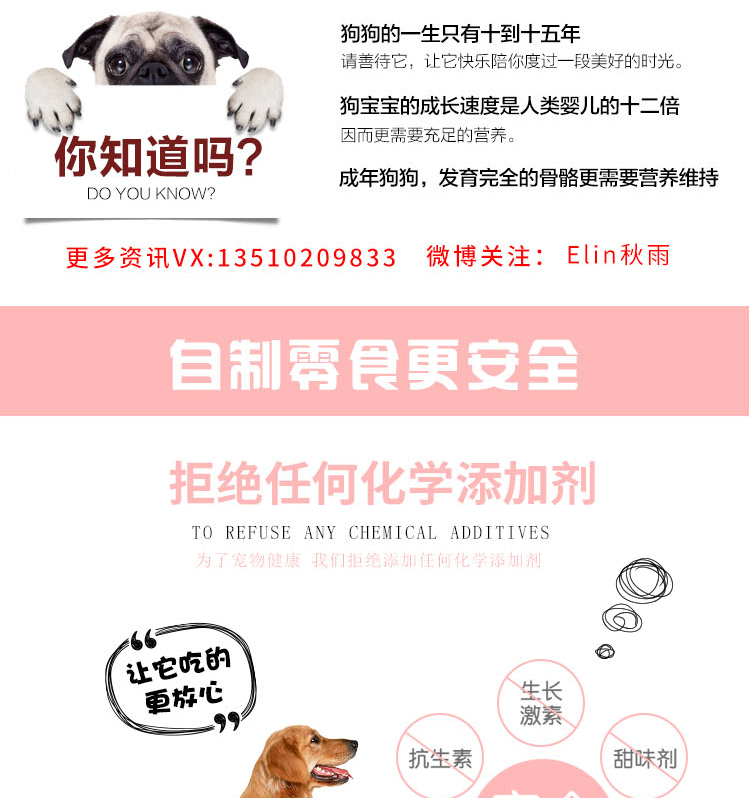 你知道吗?
DO YOU KNOW?
狗狗的一生只有十到十五年
请善待它，让它快乐陪你度过一段美好的时光。
狗宝宝的成长速度是人类婴儿的十二倍
因而更需要充足的营养。
成年狗狗，发育完全的骨骼更需要营养维持
更多资讯VX:13510209833 微博关注： Elin秋雨
自制零食更安全
拒绝任何化学添加剂
TO REFUSE ANY CHEMICAL ADDITIVES
为了宠物健康 我们拒绝添加任何化学添加剂
让它吃的
更放心
生长
激素
抗生素
甜味剂